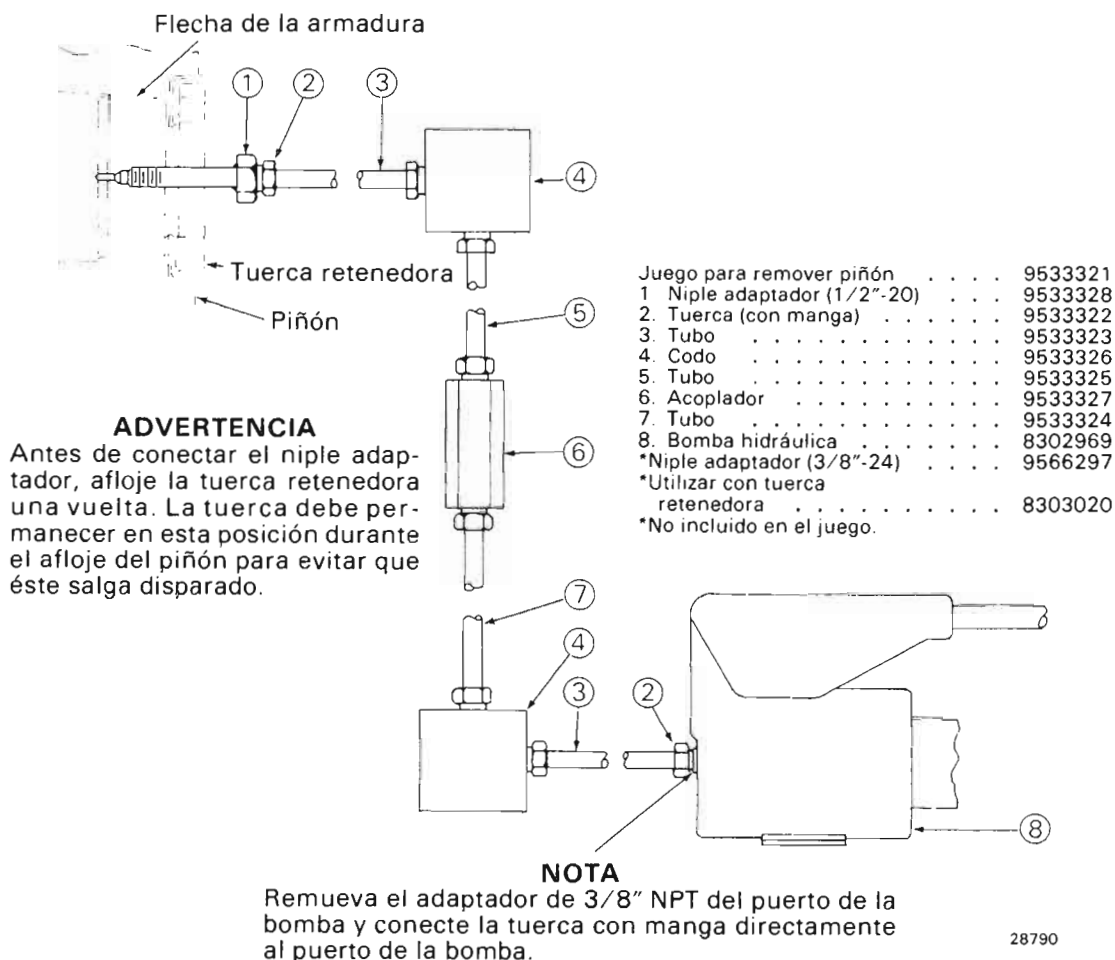 Flecha de la armadura
1
2
3
4
Tuerca retenedora
Piñón
5
6
ADVERTENCIA
Antes de conectar el niple adap-
tador, afloje la tuerca retenedora
una vuelta. La tuerca debe per-
manecer en esta posición durante
el afloje del piñón para evitar que
éste salga disparado.
Juego para remover piñón . . . . 9533321
1 Niple adaptador (1/2"-20) . . . 9533328
2. Tuerca (con manga) . . . . . . 9533322
3. Tubo . . . . . . . . . . . . 9533323
4. Codo . . . . . . . . . . . . 9533326
5. Tubo . . . . . . . . . . . . 9533325
6. Acoplador . . . . . . . . . . 9533327
7. Tubo . . . . . . . . . . . . 9533324
8. Bomba hidráulica . . . . . . . 8302969
*Niple adaptador (3/8"-24) . . . . 9566297
*Utilizar con tuerca
retenedora . . . . . . . . . . 8303020
*No incluido en el juego.
7
4
3
2
8
NOTA
Remueva el adaptador de 3/8" NPT del puerto de la
bomba y conecte la tuerca con manga directamente
al puerto de la bomba.
28790